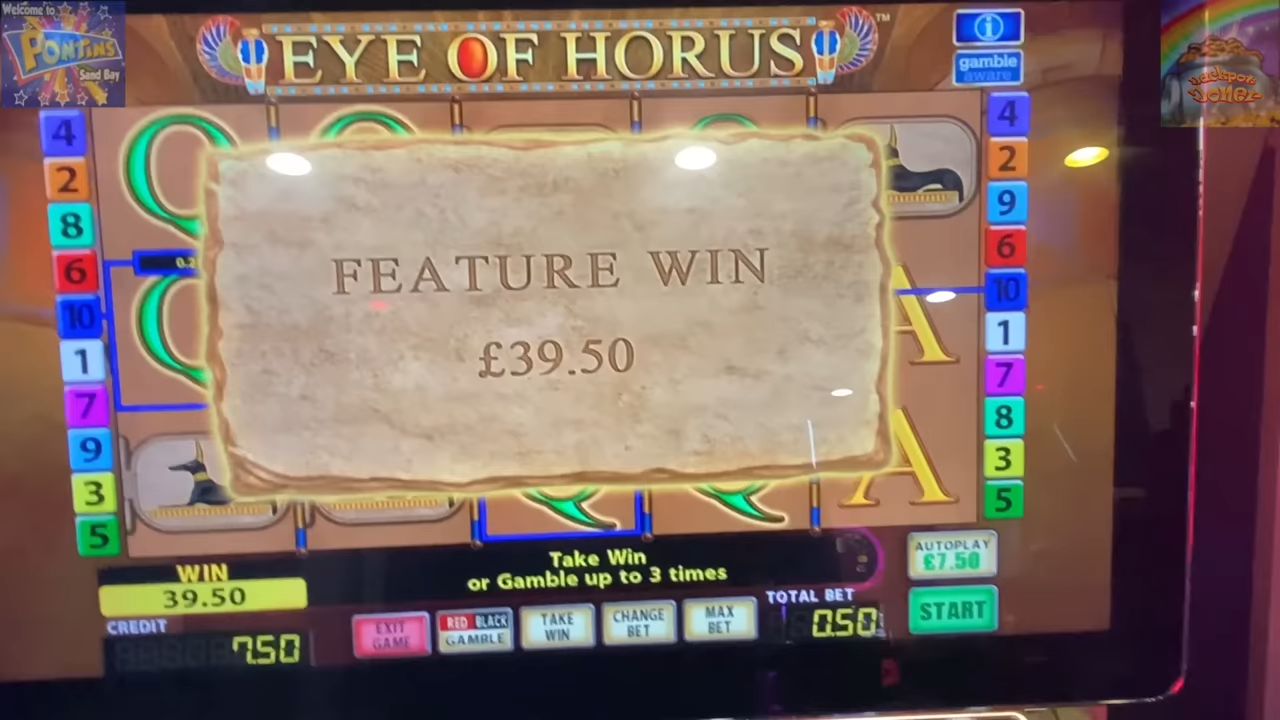 Welcome to
PONTINS
Sand Bay
EYE OF HORUS
TM
i
gamble
aware
Jackpot
Joker
4
2
8
6
10
1
7
9
3
5
4
2
9
6
10
1
7
8
3
5
FEATURE WIN
£39.50
A
A
Take Win
or Gamble up to 3 times
WIN
39.50
CREDIT
7.50
EXIT
GAME
RED BLACK
GAMBLE
TAKE
WIN
CHANGE
BET
MAX
BET
TOTAL BET
0.50
AUTOPLAY
£7.50
START